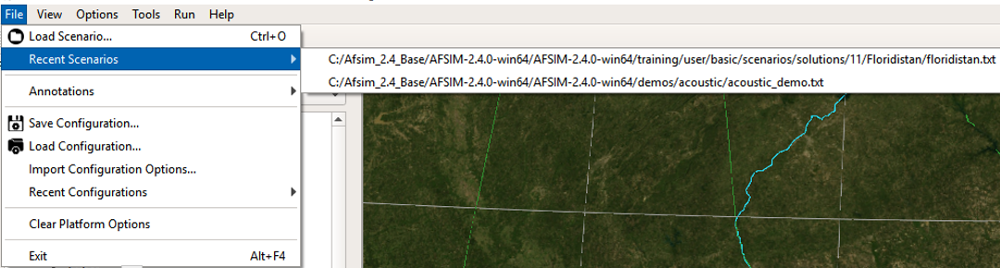 File View Options Tools Run Help
Load Scenario... Ctrl+O
Recent Scenarios
C:/Afsim_2.4_Base/AFSIM-2.4.0-win64/AFSIM-2.4.0-win64/training/user/basic/scenarios/solutions/11/Floridistan/floridistan.txt
C:/Afsim_2.4_Base/AFSIM-2.4.0-win64/AFSIM-2.4.0-win64/demos/acoustic/acoustic_demo.txt
Annotations
Save Configuration...
Load Configuration...
Import Configuration Options...
Recent Configurations
Clear Platform Options
Exit Alt+F4